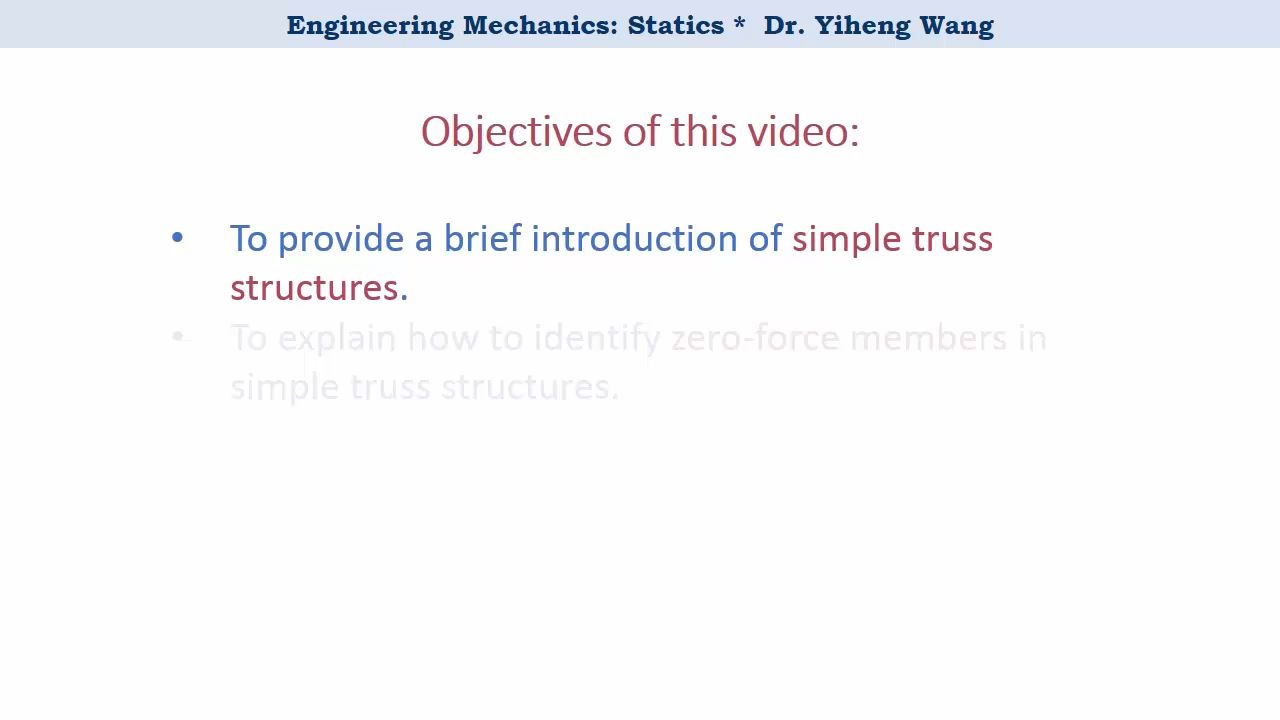 Engineering Mechanics: Statics * Dr. Yiheng Wang
Objectives of this video:
• To provide a brief introduction of simple truss
structures.
• To explain how to identify zero-force members in
simple truss structures.